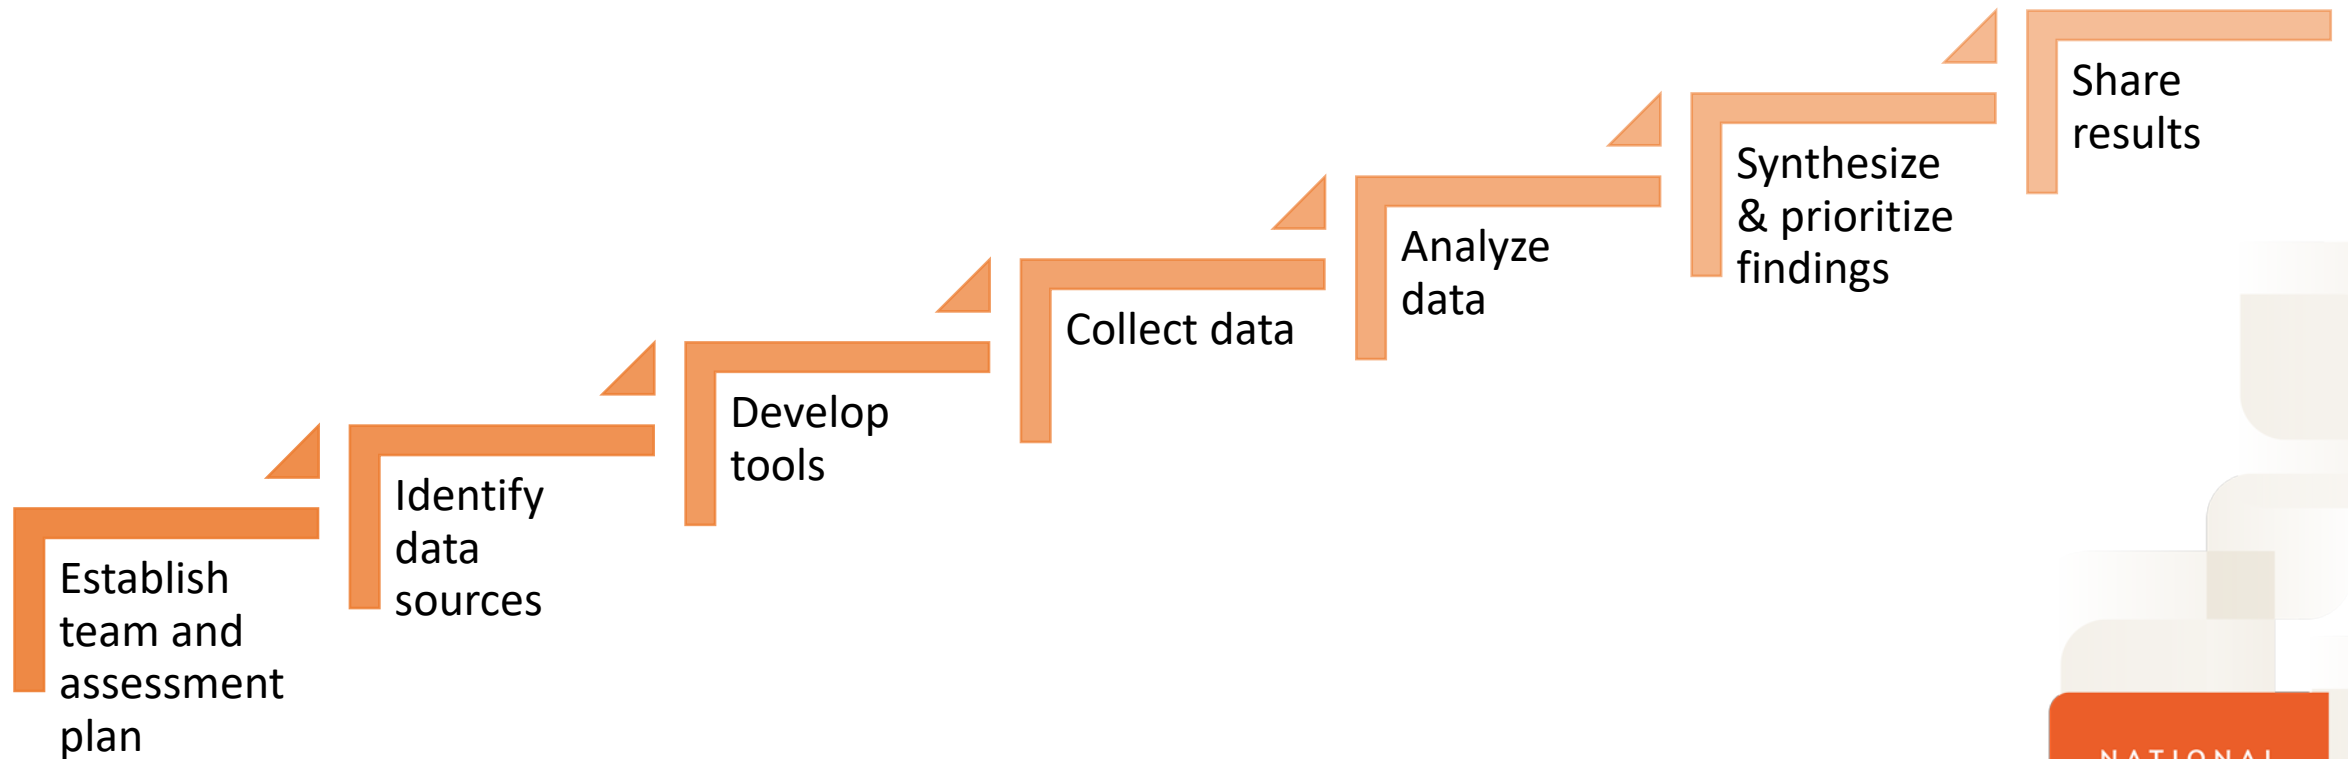 Establish
team and
assessment
plan
Identify
data
sources
Develop
tools
Collect data
Analyze
data
Synthesize
& prioritize
findings
Share
results
NATIONAL